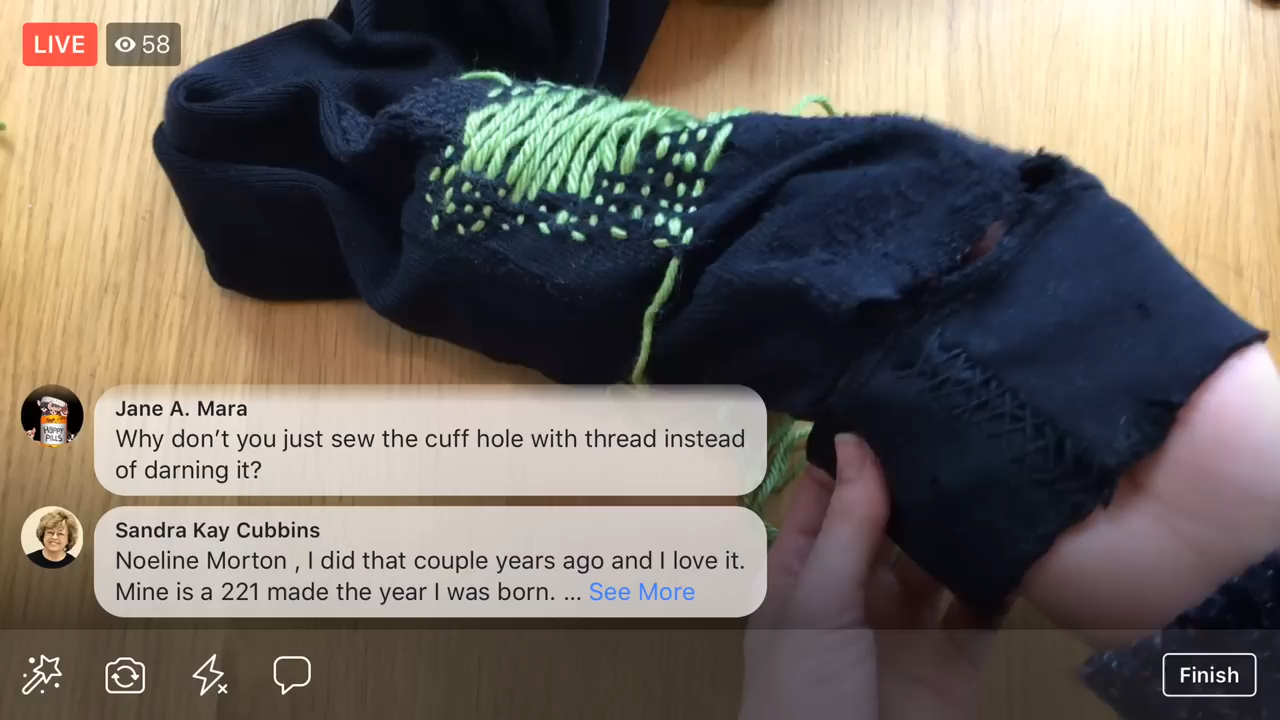 LIVE 58
HAPPY
PILLS
Jane A. Mara
Why don’t you just sew the cuff hole with thread instead
of darning it?
Sandra Kay Cubbins
Noeline Morton , I did that couple years ago and I love it.
Mine is a 221 made the year I was born. ... See More
Finish